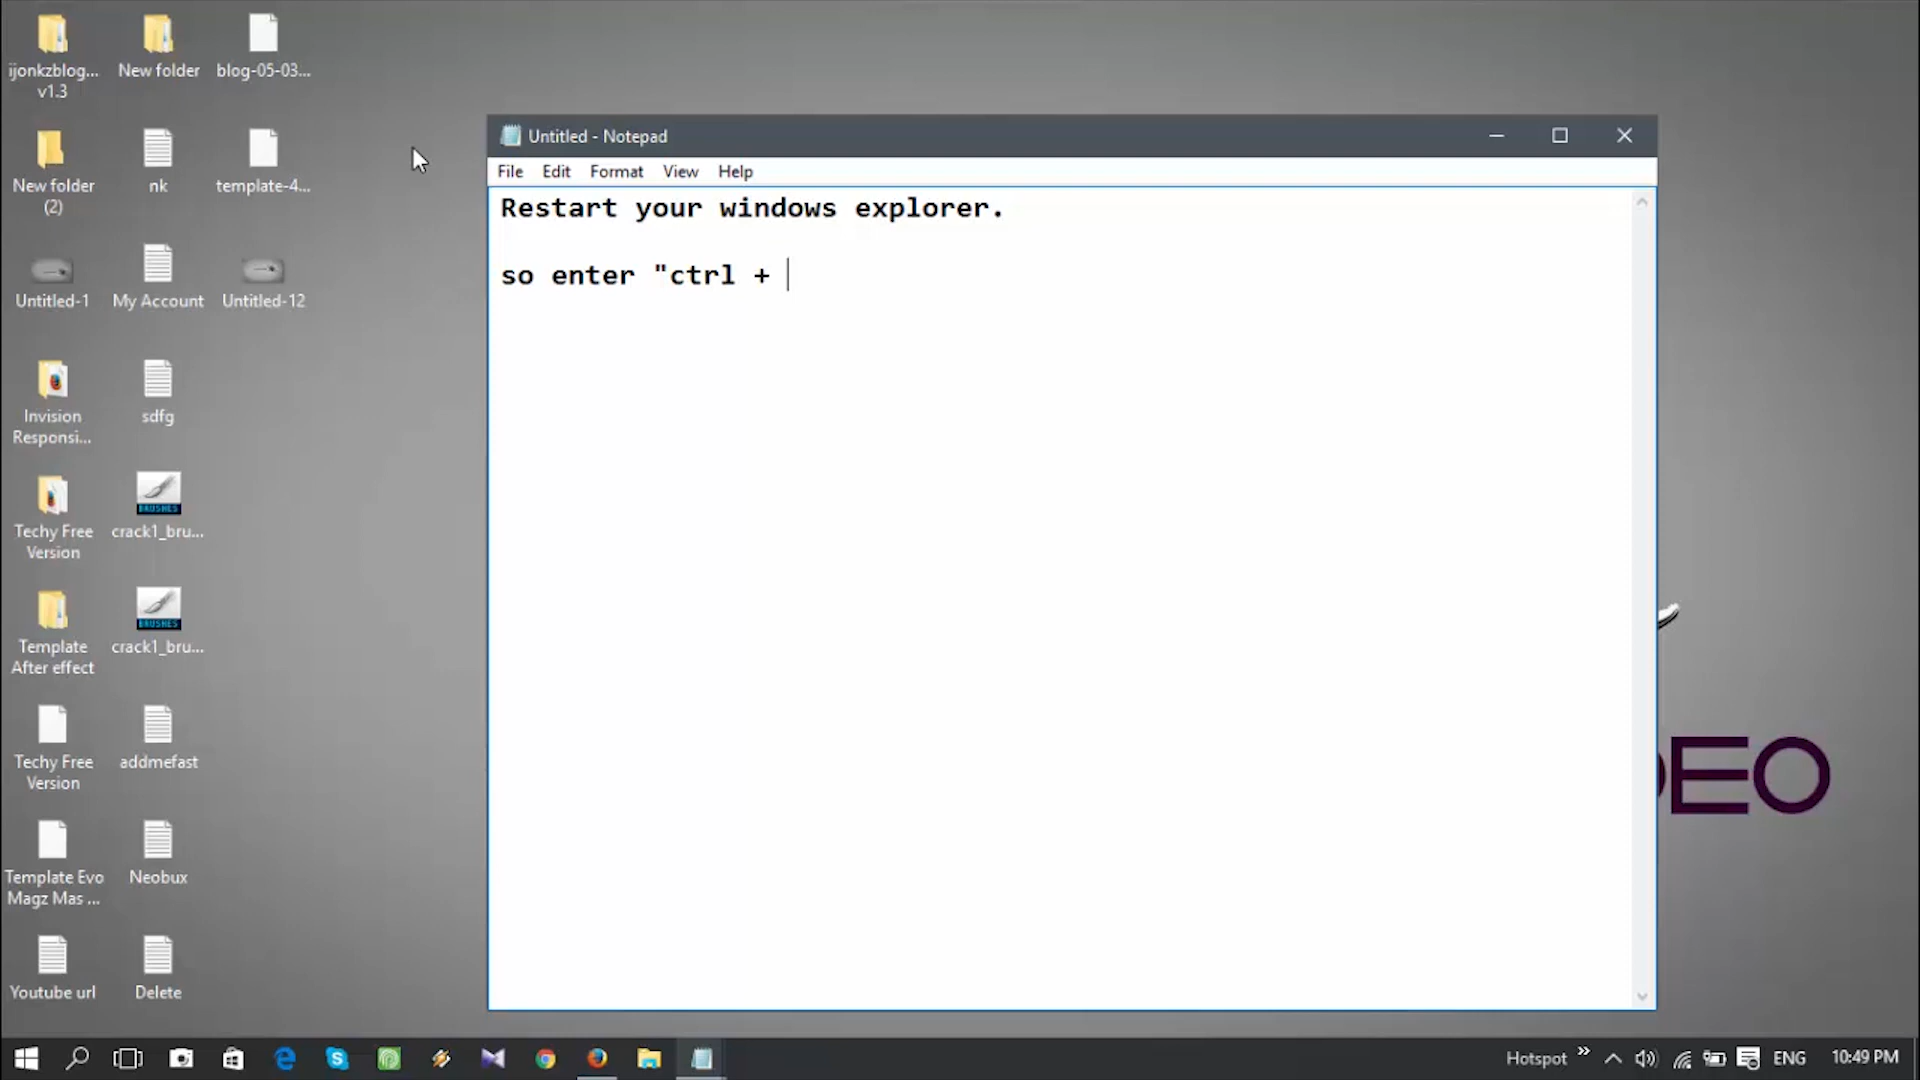 ijonkzblog...
v1.3
New folder
blog-05-03...
New folder
(2)
nk
template-4...
Untitled-1
My Account
Untitled-12
Invision
Responsi...
sdfg
Techy Free
Version
crack1_bru...
BRUSHES
Template
After effect
crack1_bru...
BRUSHES
Techy Free
Version
addmefast
Template Evo
Magz Mas ...
Neobux
Youtube url
Delete
Untitled - Notepad
File Edit Format View Help
Restart your windows explorer.
so enter "ctrl +
EO
Hotspot
ENG
10:49 PM